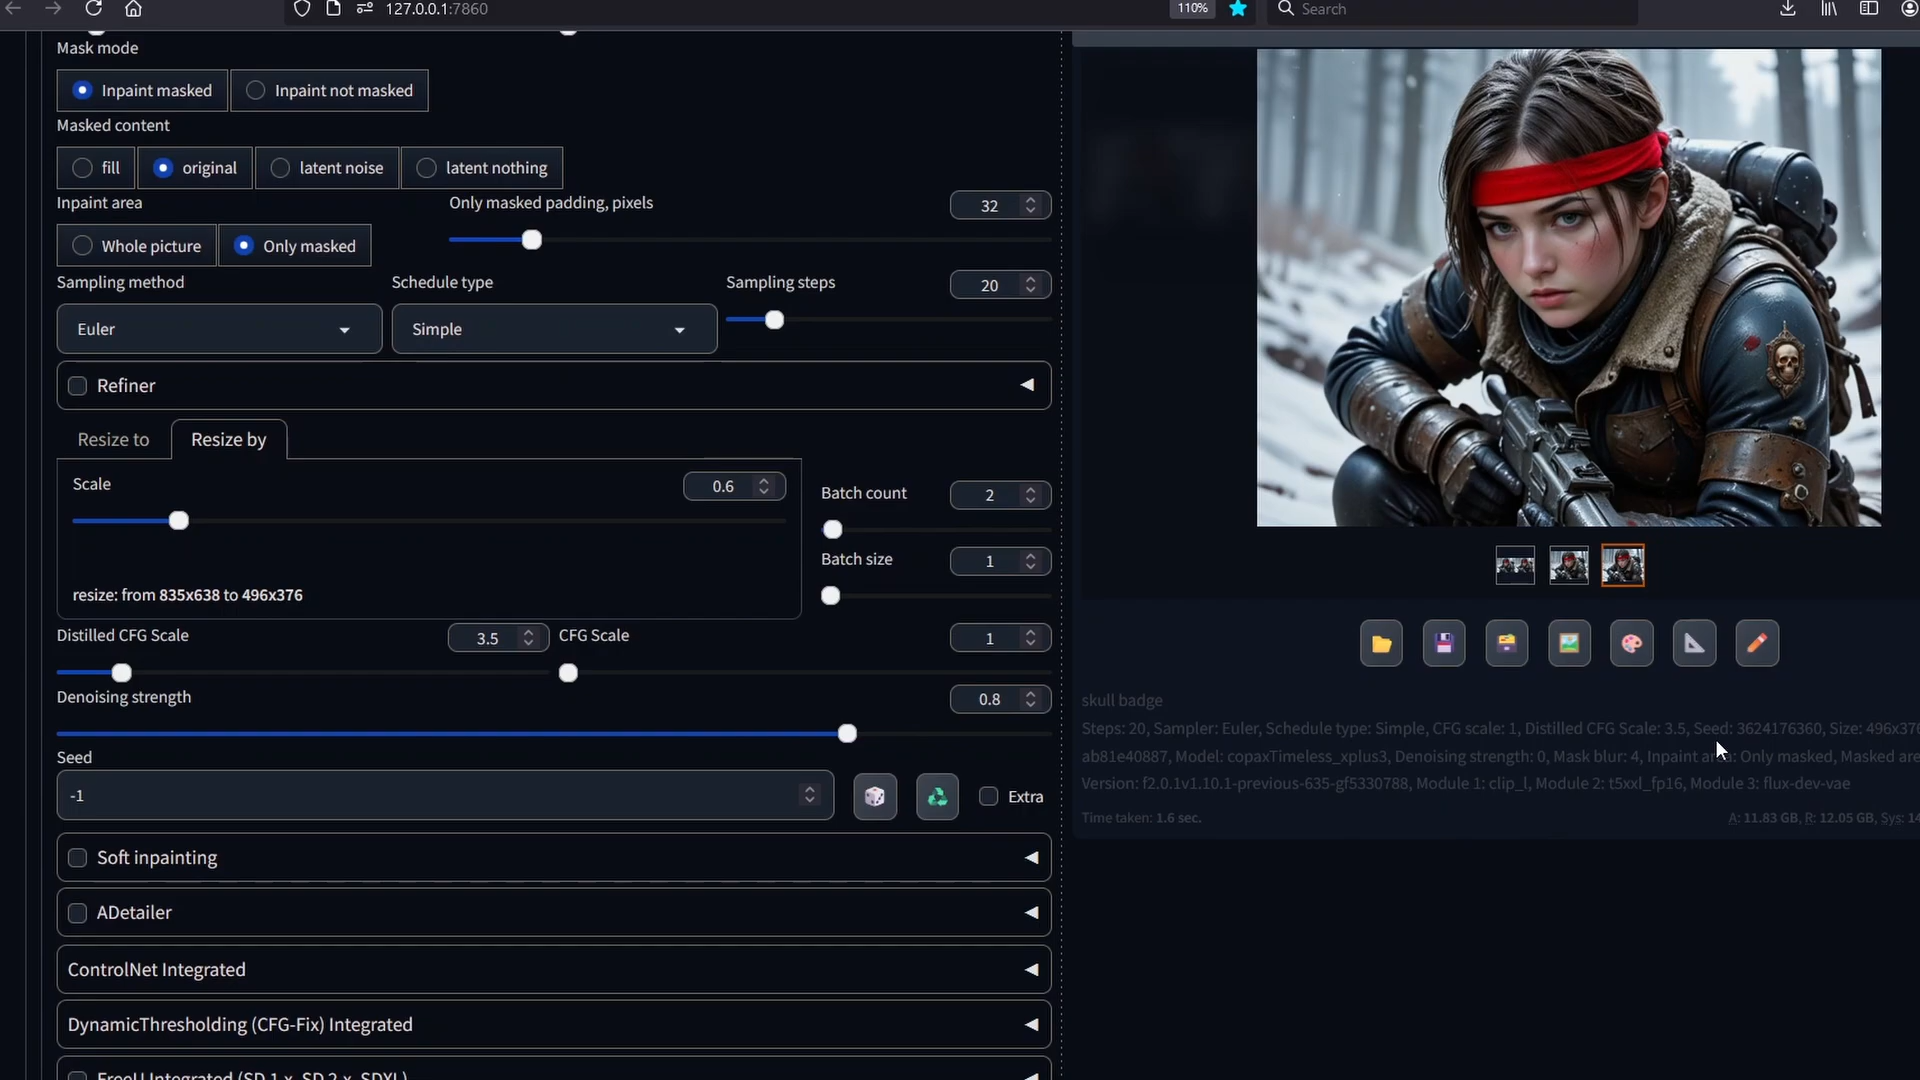 127.0.0.1:7860
110%
Search
Mask mode
Inpaint masked
Inpaint not masked
Masked content
fill
original
latent noise
latent nothing
Inpaint area
Only masked padding, pixels
32
Whole picture
Only masked
Sampling method
Schedule type
Sampling steps
20
Euler
Simple
Refiner
Resize to
Resize by
Scale
0.6
Batch count
2
Batch size
1
resize: from 835x638 to 496x376
Distilled CFG Scale
3.5
CFG Scale
1
Denoising strength
0.8
Seed
-1
Extra
Soft inpainting
ADetailer
ControlNet Integrated
DynamicThresholding (CFG-Fix) Integrated
FreeU Integrated (SD 1.x, SD 2.x, SDXL)
skull badge
Steps: 20, Sampler: Euler, Schedule type: Simple, CFG scale: 1, Distilled CFG Scale: 3.5, Seed: 3624176360, Size: 496x376
ab81e40887, Model: copaxTimeless_xplus3, Denoising strength: 0, Mask blur: 4, Inpaint area: Only masked, Masked are
Version: f2.0.1v1.10.1-previous-635-gf5330788, Module 1: clip_l, Module 2: t5xxl_fp16, Module 3: flux-dev-vae
Time taken: 1.6 sec.
A: 11.83 GB, R: 12.05 GB, Sys: 14